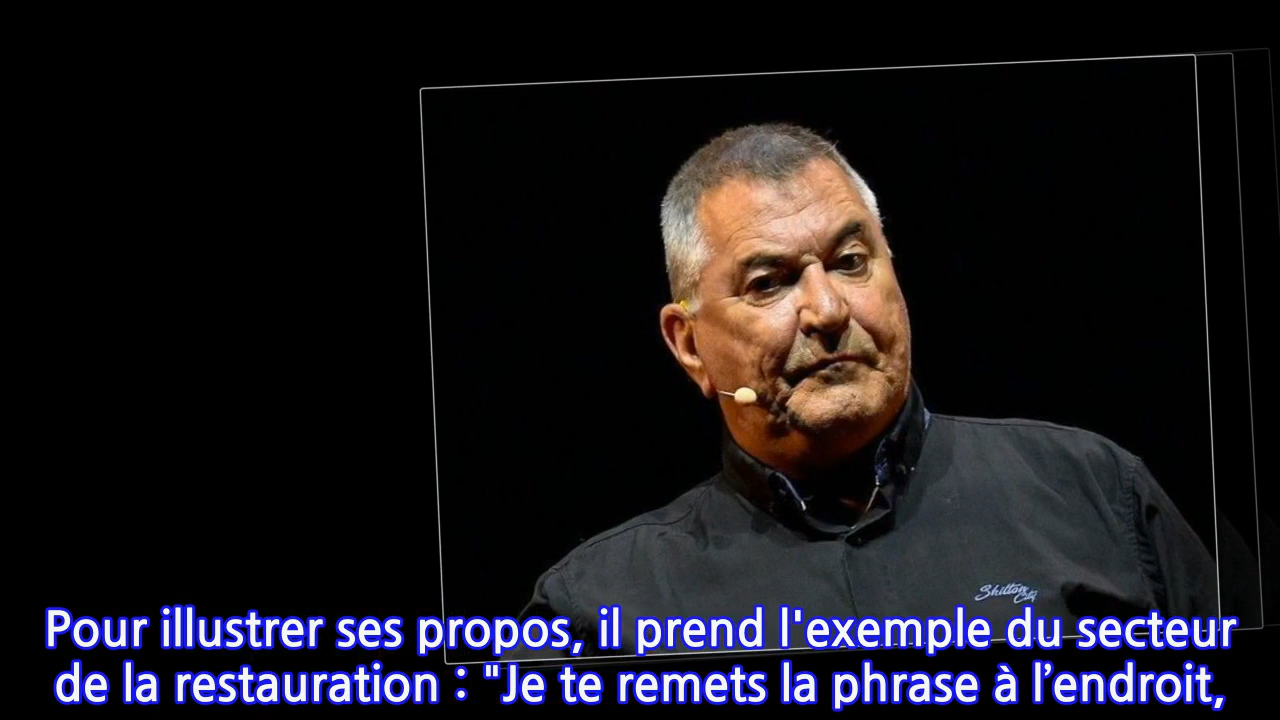 Shilton
City
Pour illustrer ses propos, il prend l'exemple du secteur
de la restauration : "Je te remets la phrase à l’endroit,